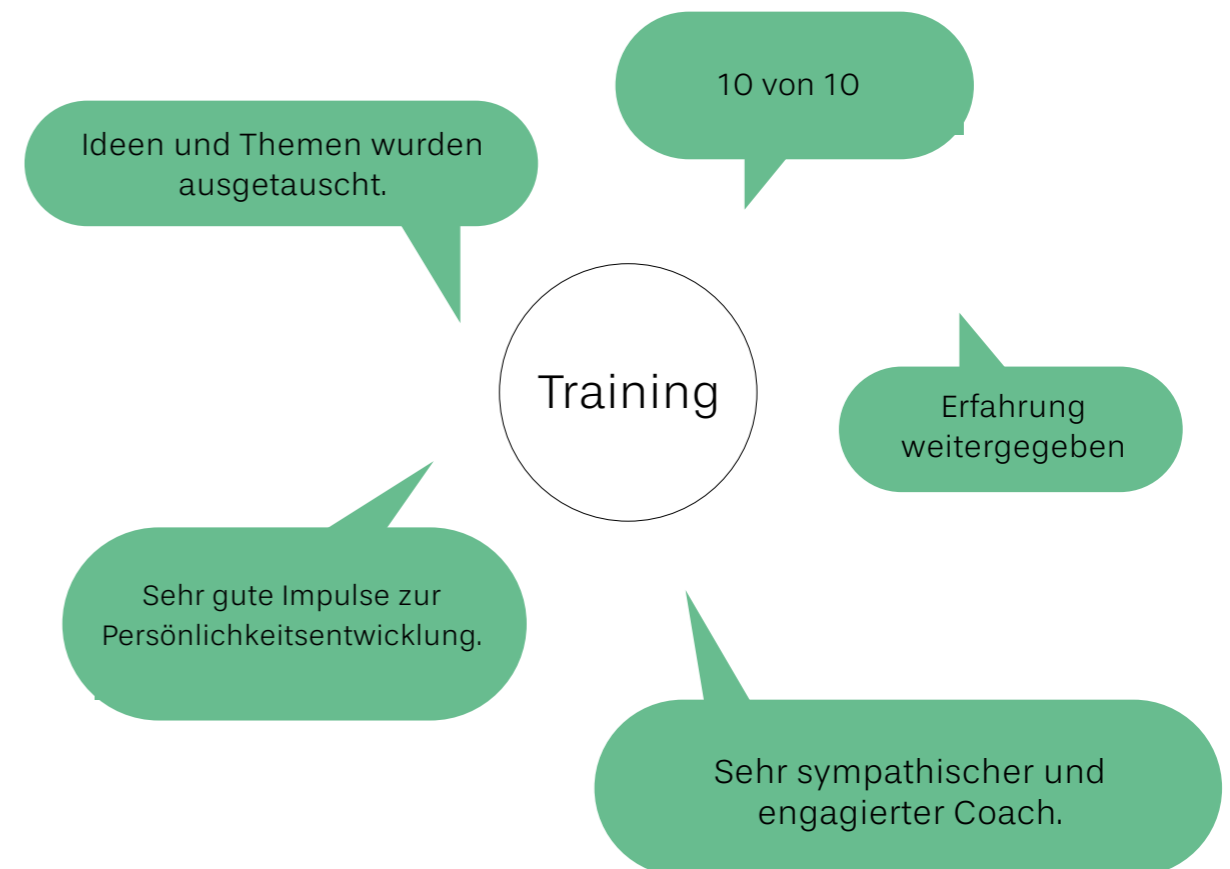 10 von 10
Ideen und Themen wurden
ausgetauscht.
Training
Erfahrung
weitergegeben
Sehr gute Impulse zur
Persönlichkeitsentwicklung.
Sehr sympathischer und
engagierter Coach.